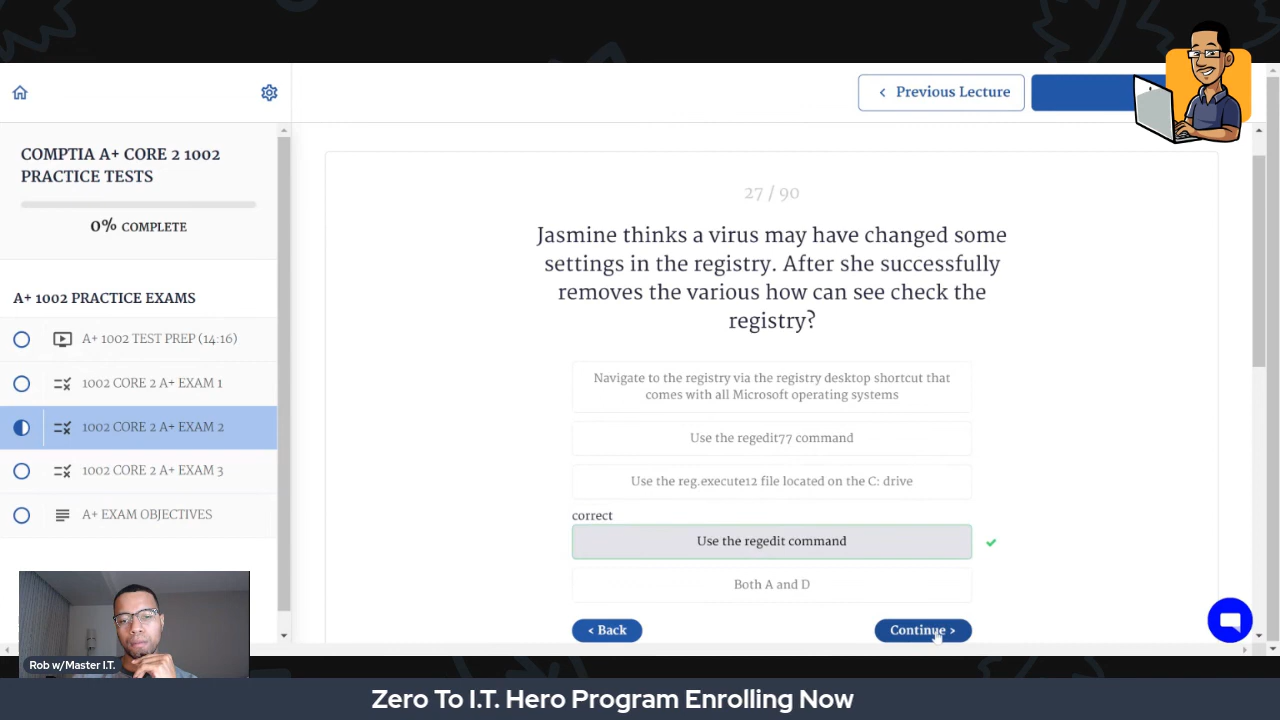 Previous Lecture
COMPTIA A+ CORE 2 1002
PRACTICE TESTS
0% COMPLETE
A+ 1002 PRACTICE EXAMS
A+ 1002 TEST PREP (14:16)
1002 CORE 2 A+ EXAM 1
1002 CORE 2 A+ EXAM 2
1002 CORE 2 A+ EXAM 3
A+ EXAM OBJECTIVES
27 / 90
Jasmine thinks a virus may have changed some
settings in the registry. After she successfully
removes the various how can see check the
registry?
Navigate to the registry via the registry desktop shortcut that
comes with all Microsoft operating systems
Use the regedit77 command
Use the reg.execute12 file located on the C: drive
correct
Use the regedit command
Both A and D
< Back
Continue >
Rob w/Master I.T.
Zero To I.T. Hero Program Enrolling Now